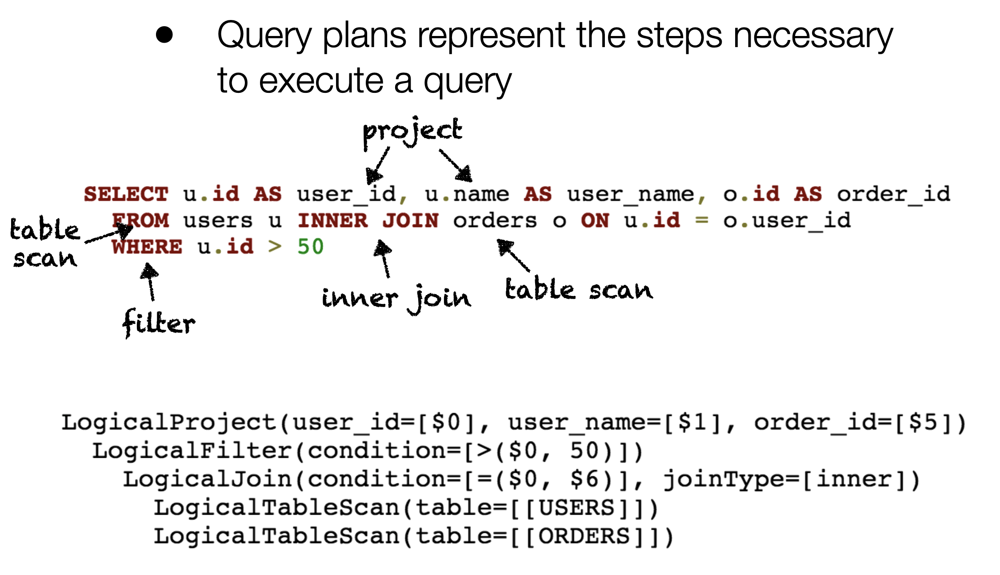 ● Query plans represent the steps necessary
to execute a query
project
SELECT u.id AS user_id, u.name AS user_name, o.id AS order_id
FROM users u INNER JOIN orders o ON u.id = o.user_id
WHERE u.id > 50
table
scan
filter
inner join
table scan
LogicalProject(user_id=[$0], user_name=[$1], order_id=[$5])
LogicalFilter(condition=[>($0, 50)])
LogicalJoin(condition=[=($0, $6)], joinType=[inner])
LogicalTableScan(table=[[USERS]])
LogicalTableScan(table=[[ORDERS]])